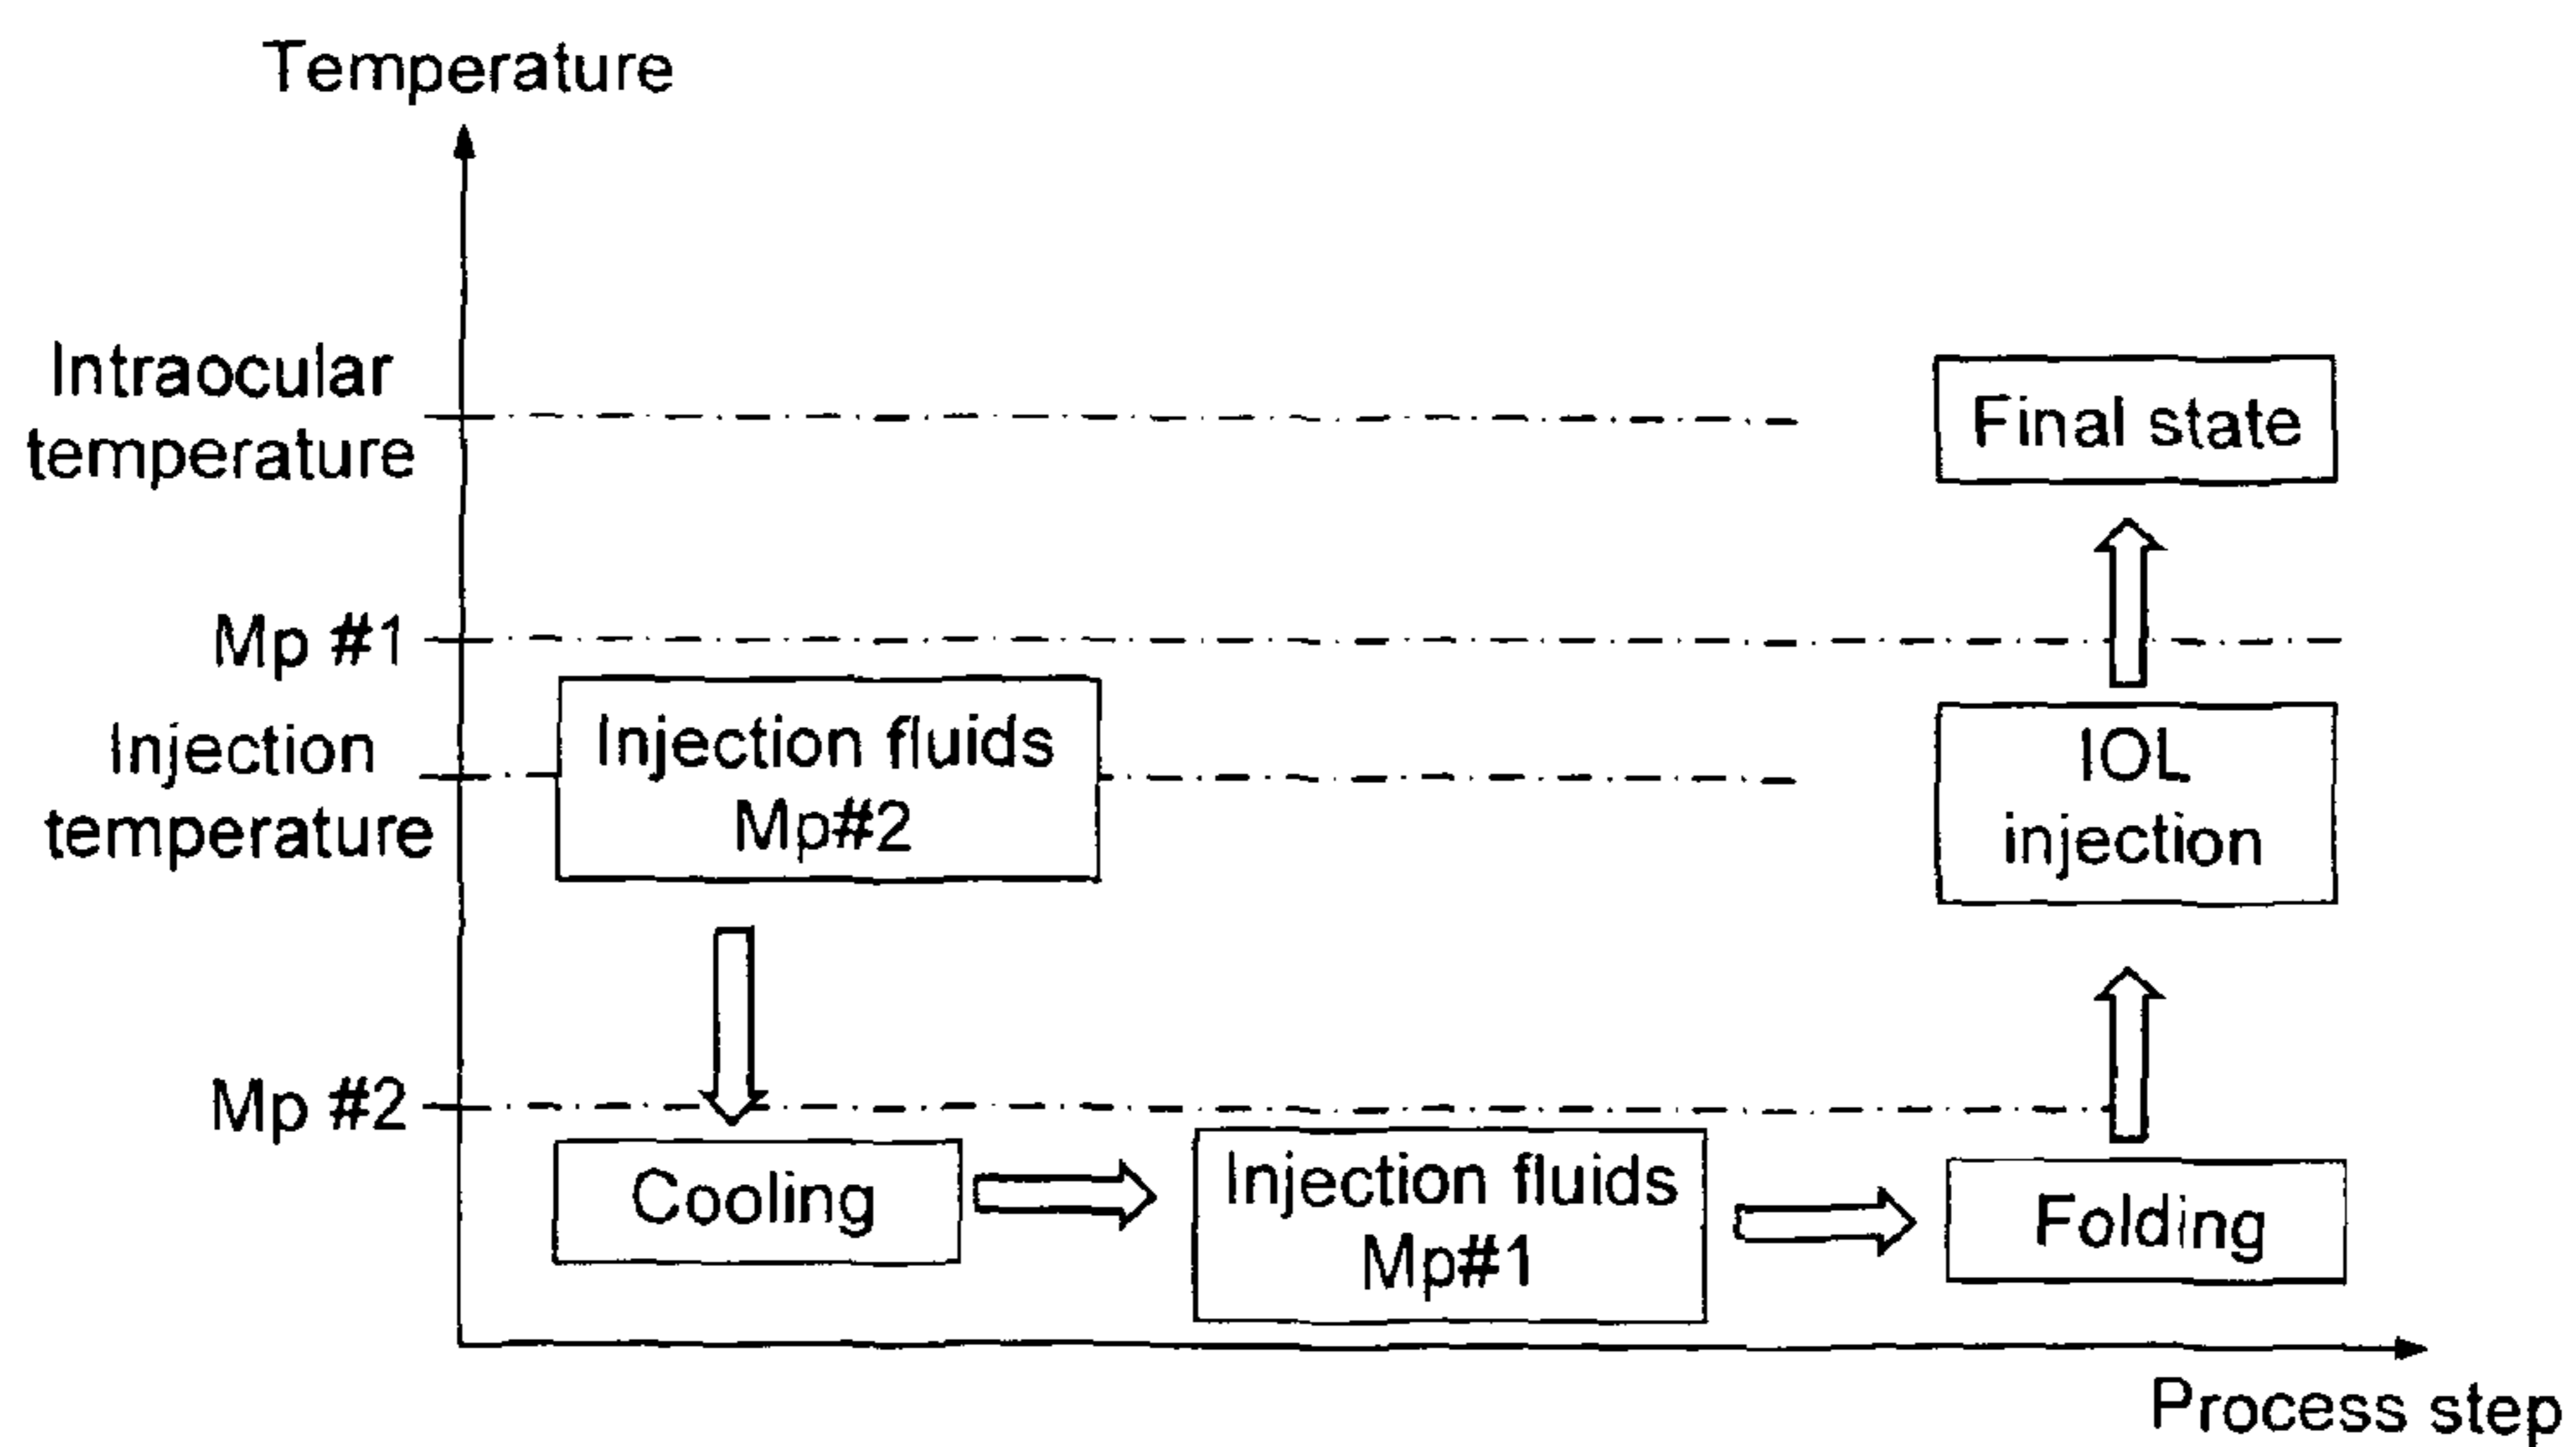 Temperature
Intraocular
temperature
Final state
Mp #1
Injection
temperature
Injection fluids
Mp#2
IOL
injection
Mp #2
Cooling
Injection fluids
Mp#1
Folding
Process step